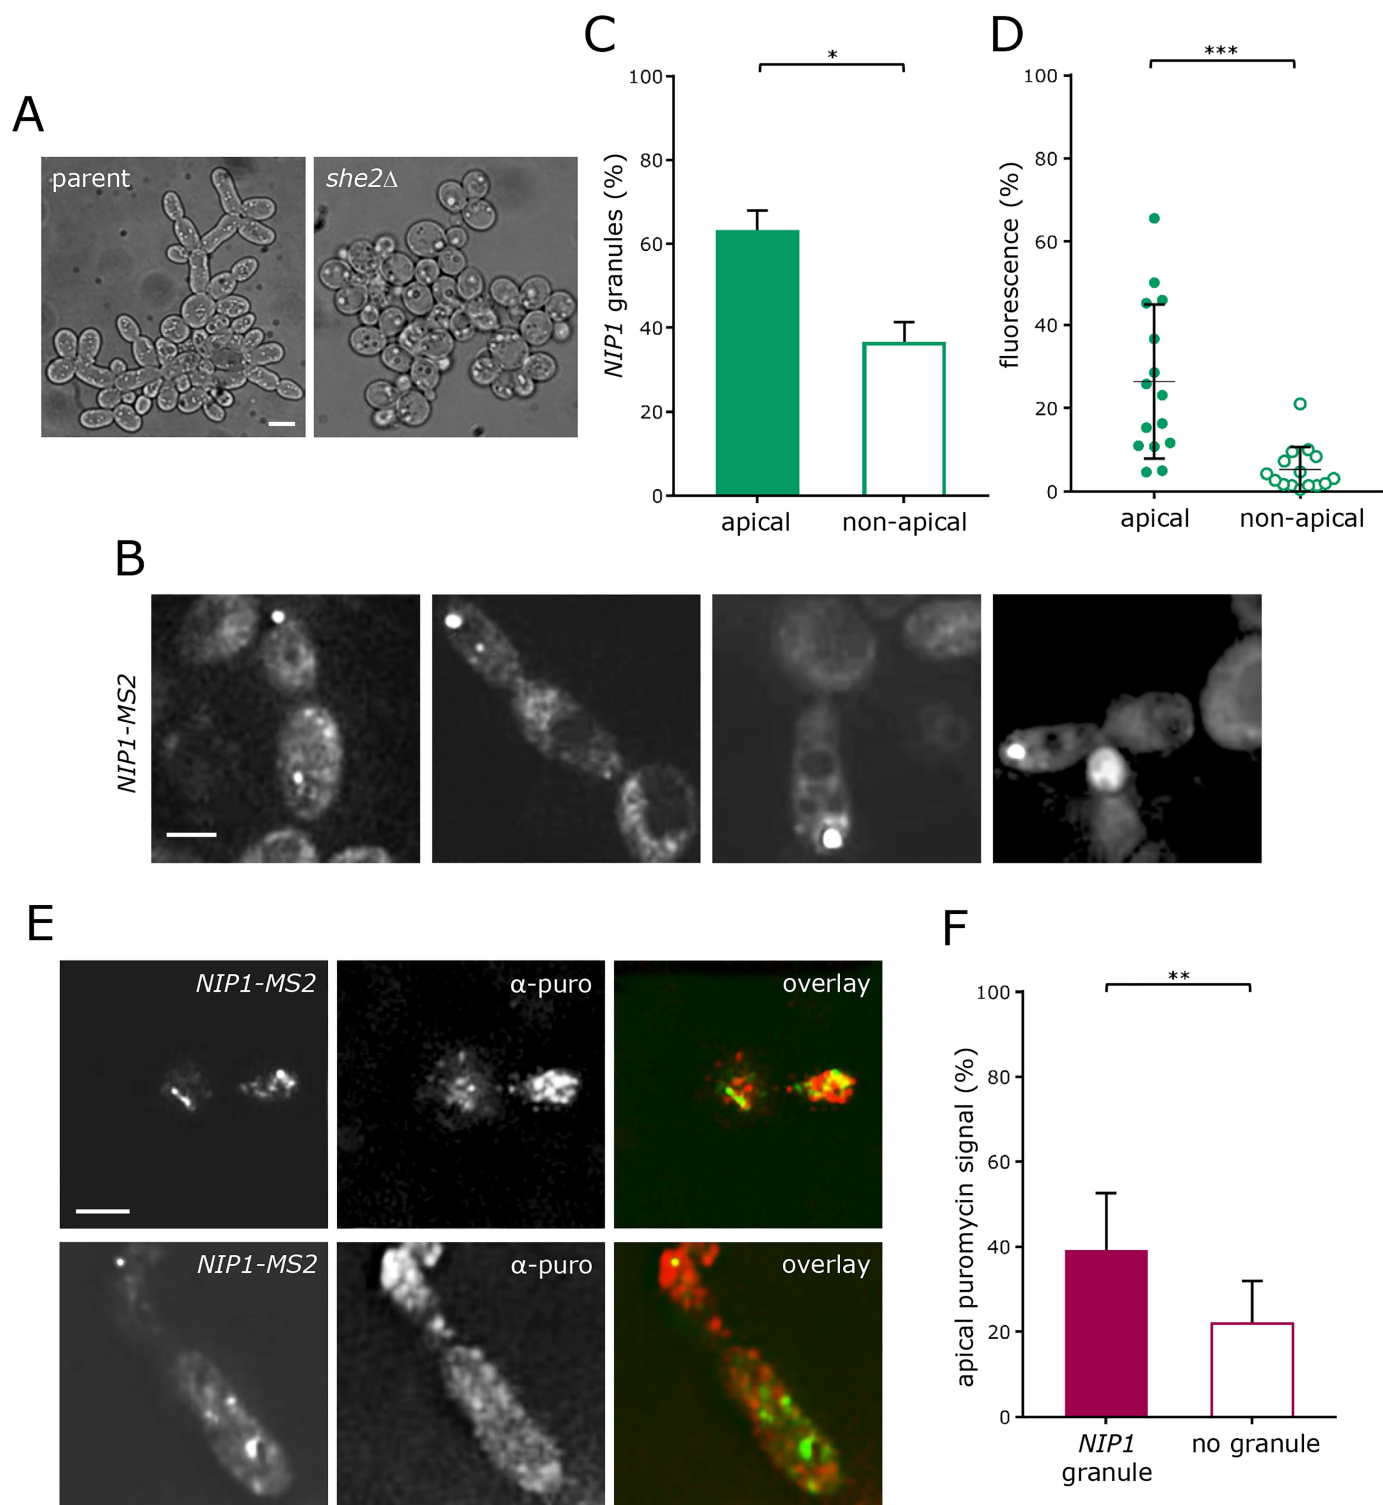 A
parent
she2Δ
C
*
100
80
60
40
20
0
NIP1 granules (%)
apical
non-apical
D
***
100
80
60
40
20
0
fluorescence (%)
apical
non-apical
B
NIP1-MS2
E
NIP1-MS2
α-puro
overlay
NIP1-MS2
α-puro
overlay
F
**
100
80
60
40
20
0
apical puromycin signal (%)
NIP1
granule
no granule